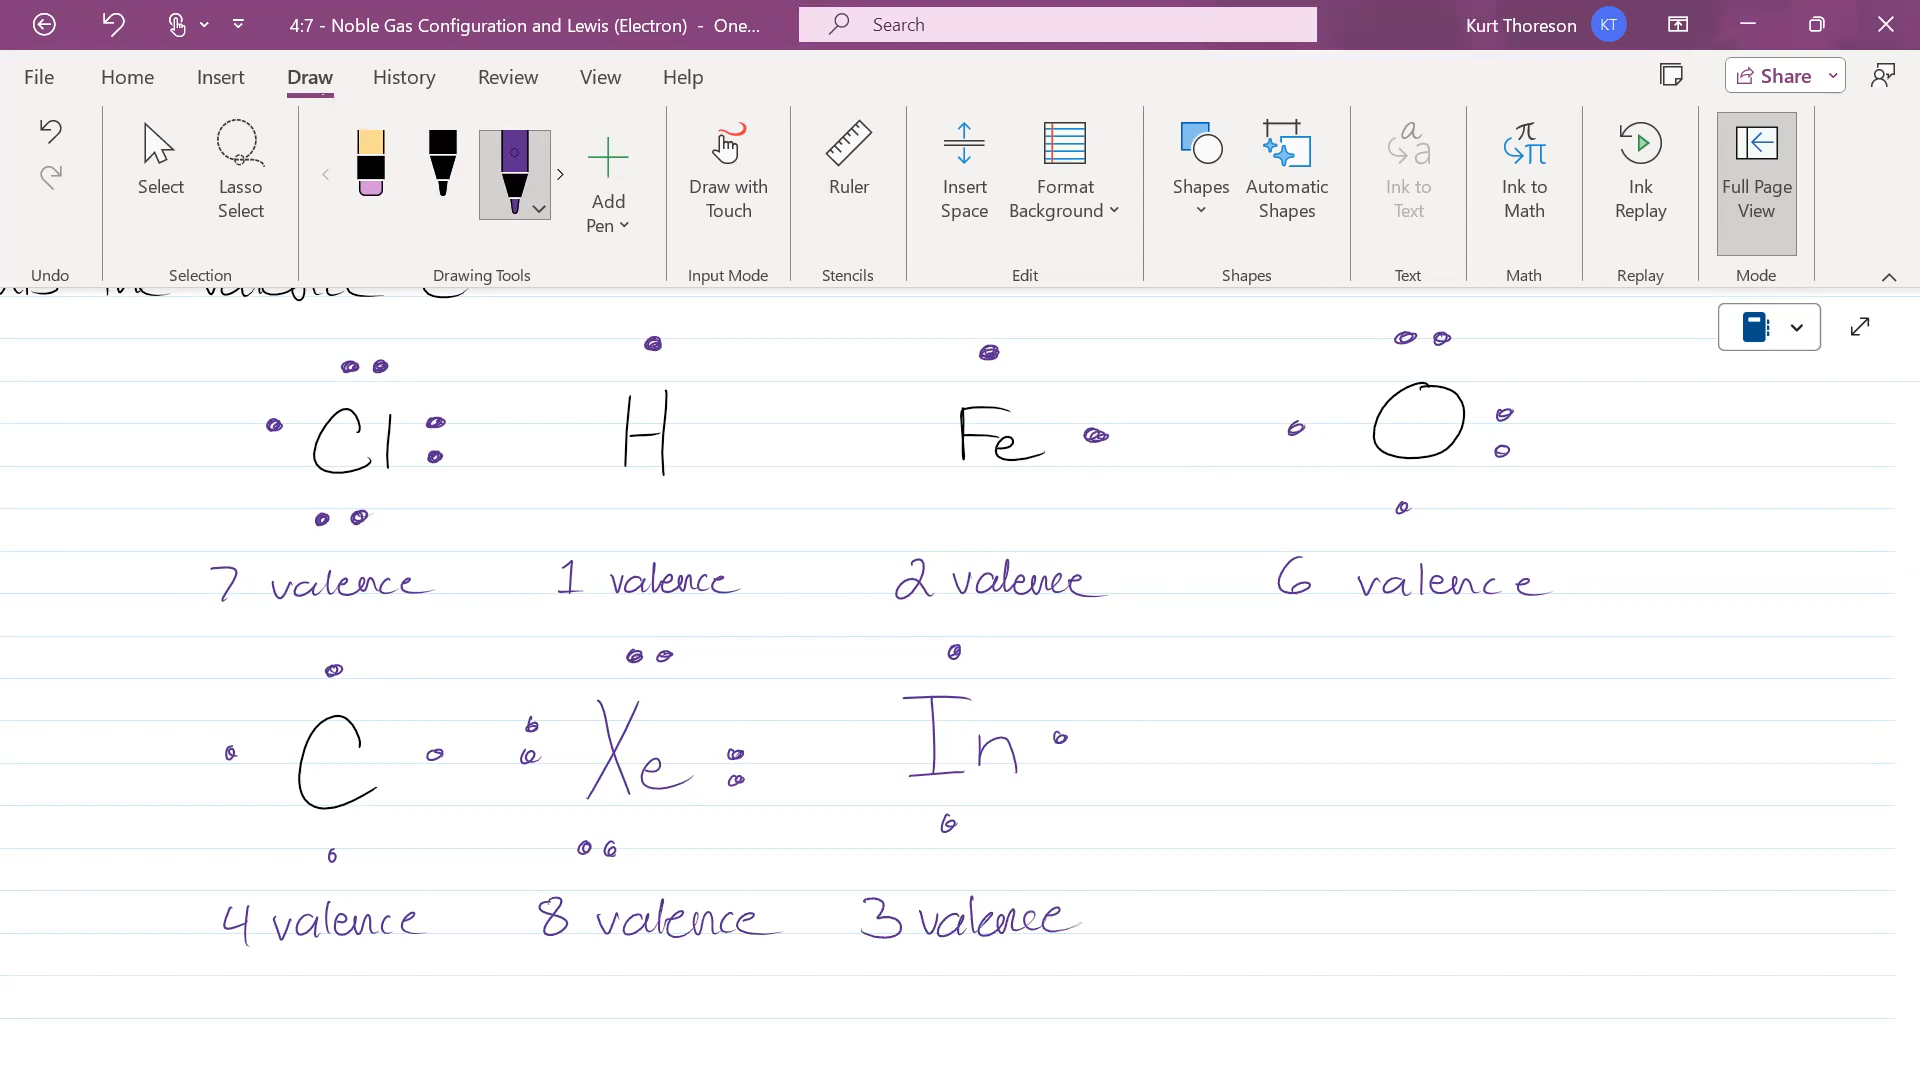 4:7 - Noble Gas Configuration and Lewis (Electron) - One...
Search
Kurt Thoreson KT
File Home Insert Draw History Review View Help
Share
Select
Lasso Select
Add Pen
Draw with Touch
Ruler
Insert Space
Format Background
Shapes
Automatic Shapes
a a
Ink to Text
π π
Ink to Math
Ink Replay
Full Page View
Undo Selection Drawing Tools Input Mode Stencils Edit Shapes Text Math Replay Mode
the valence e
Cl H Fe O
7 valence 1 valence 2 valence 6 valence
C Xe In
4 valence 8 valence 3 valence